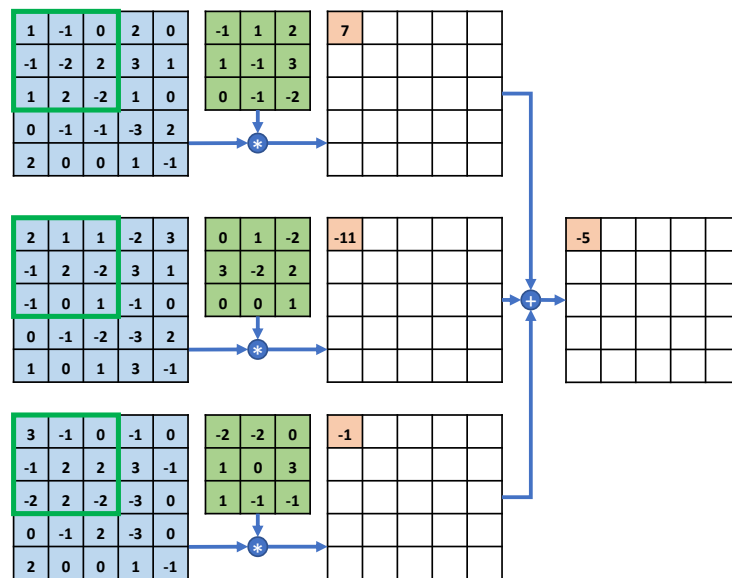 1 -1 0 2 0 -1 1 2 7
-1 -2 2 3 1 1 -1 3
1 2 -2 1 0 0 -1 -2
0 -1 -1 -3 2 *
2 0 0 1 -1
2 1 1 -2 3 0 1 -2 -11 -5
-1 2 -2 3 1 3 -2 2
-1 0 1 -1 0 0 0 1 +
0 -1 -2 -3 2 *
1 0 1 3 -1
3 -1 0 -1 0 -2 -2 0 -1
-1 2 2 3 -1 1 0 3
-2 2 -2 -3 0 1 -1 -1
0 -1 2 -3 0 *
2 0 0 1 -1